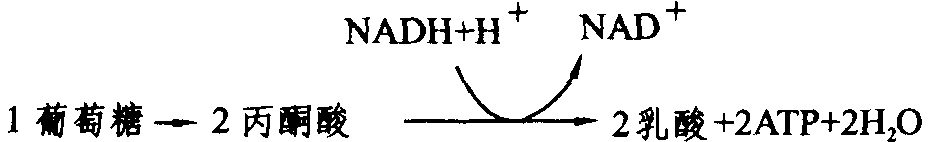 NADH+H⁺ NAD⁺
1 葡萄糖 → 2 丙酮酸 → 2乳酸+2ATP+2H₂O